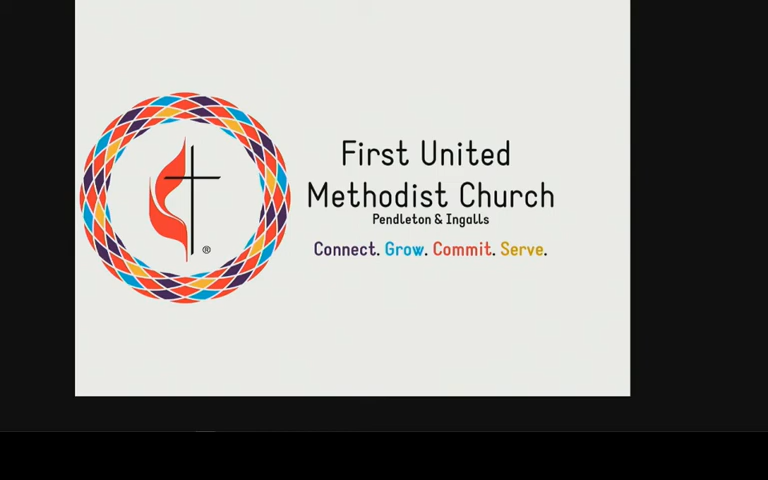 First United
Methodist Church
Pendleton & Ingalls
Connect. Grow. Commit. Serve.
®